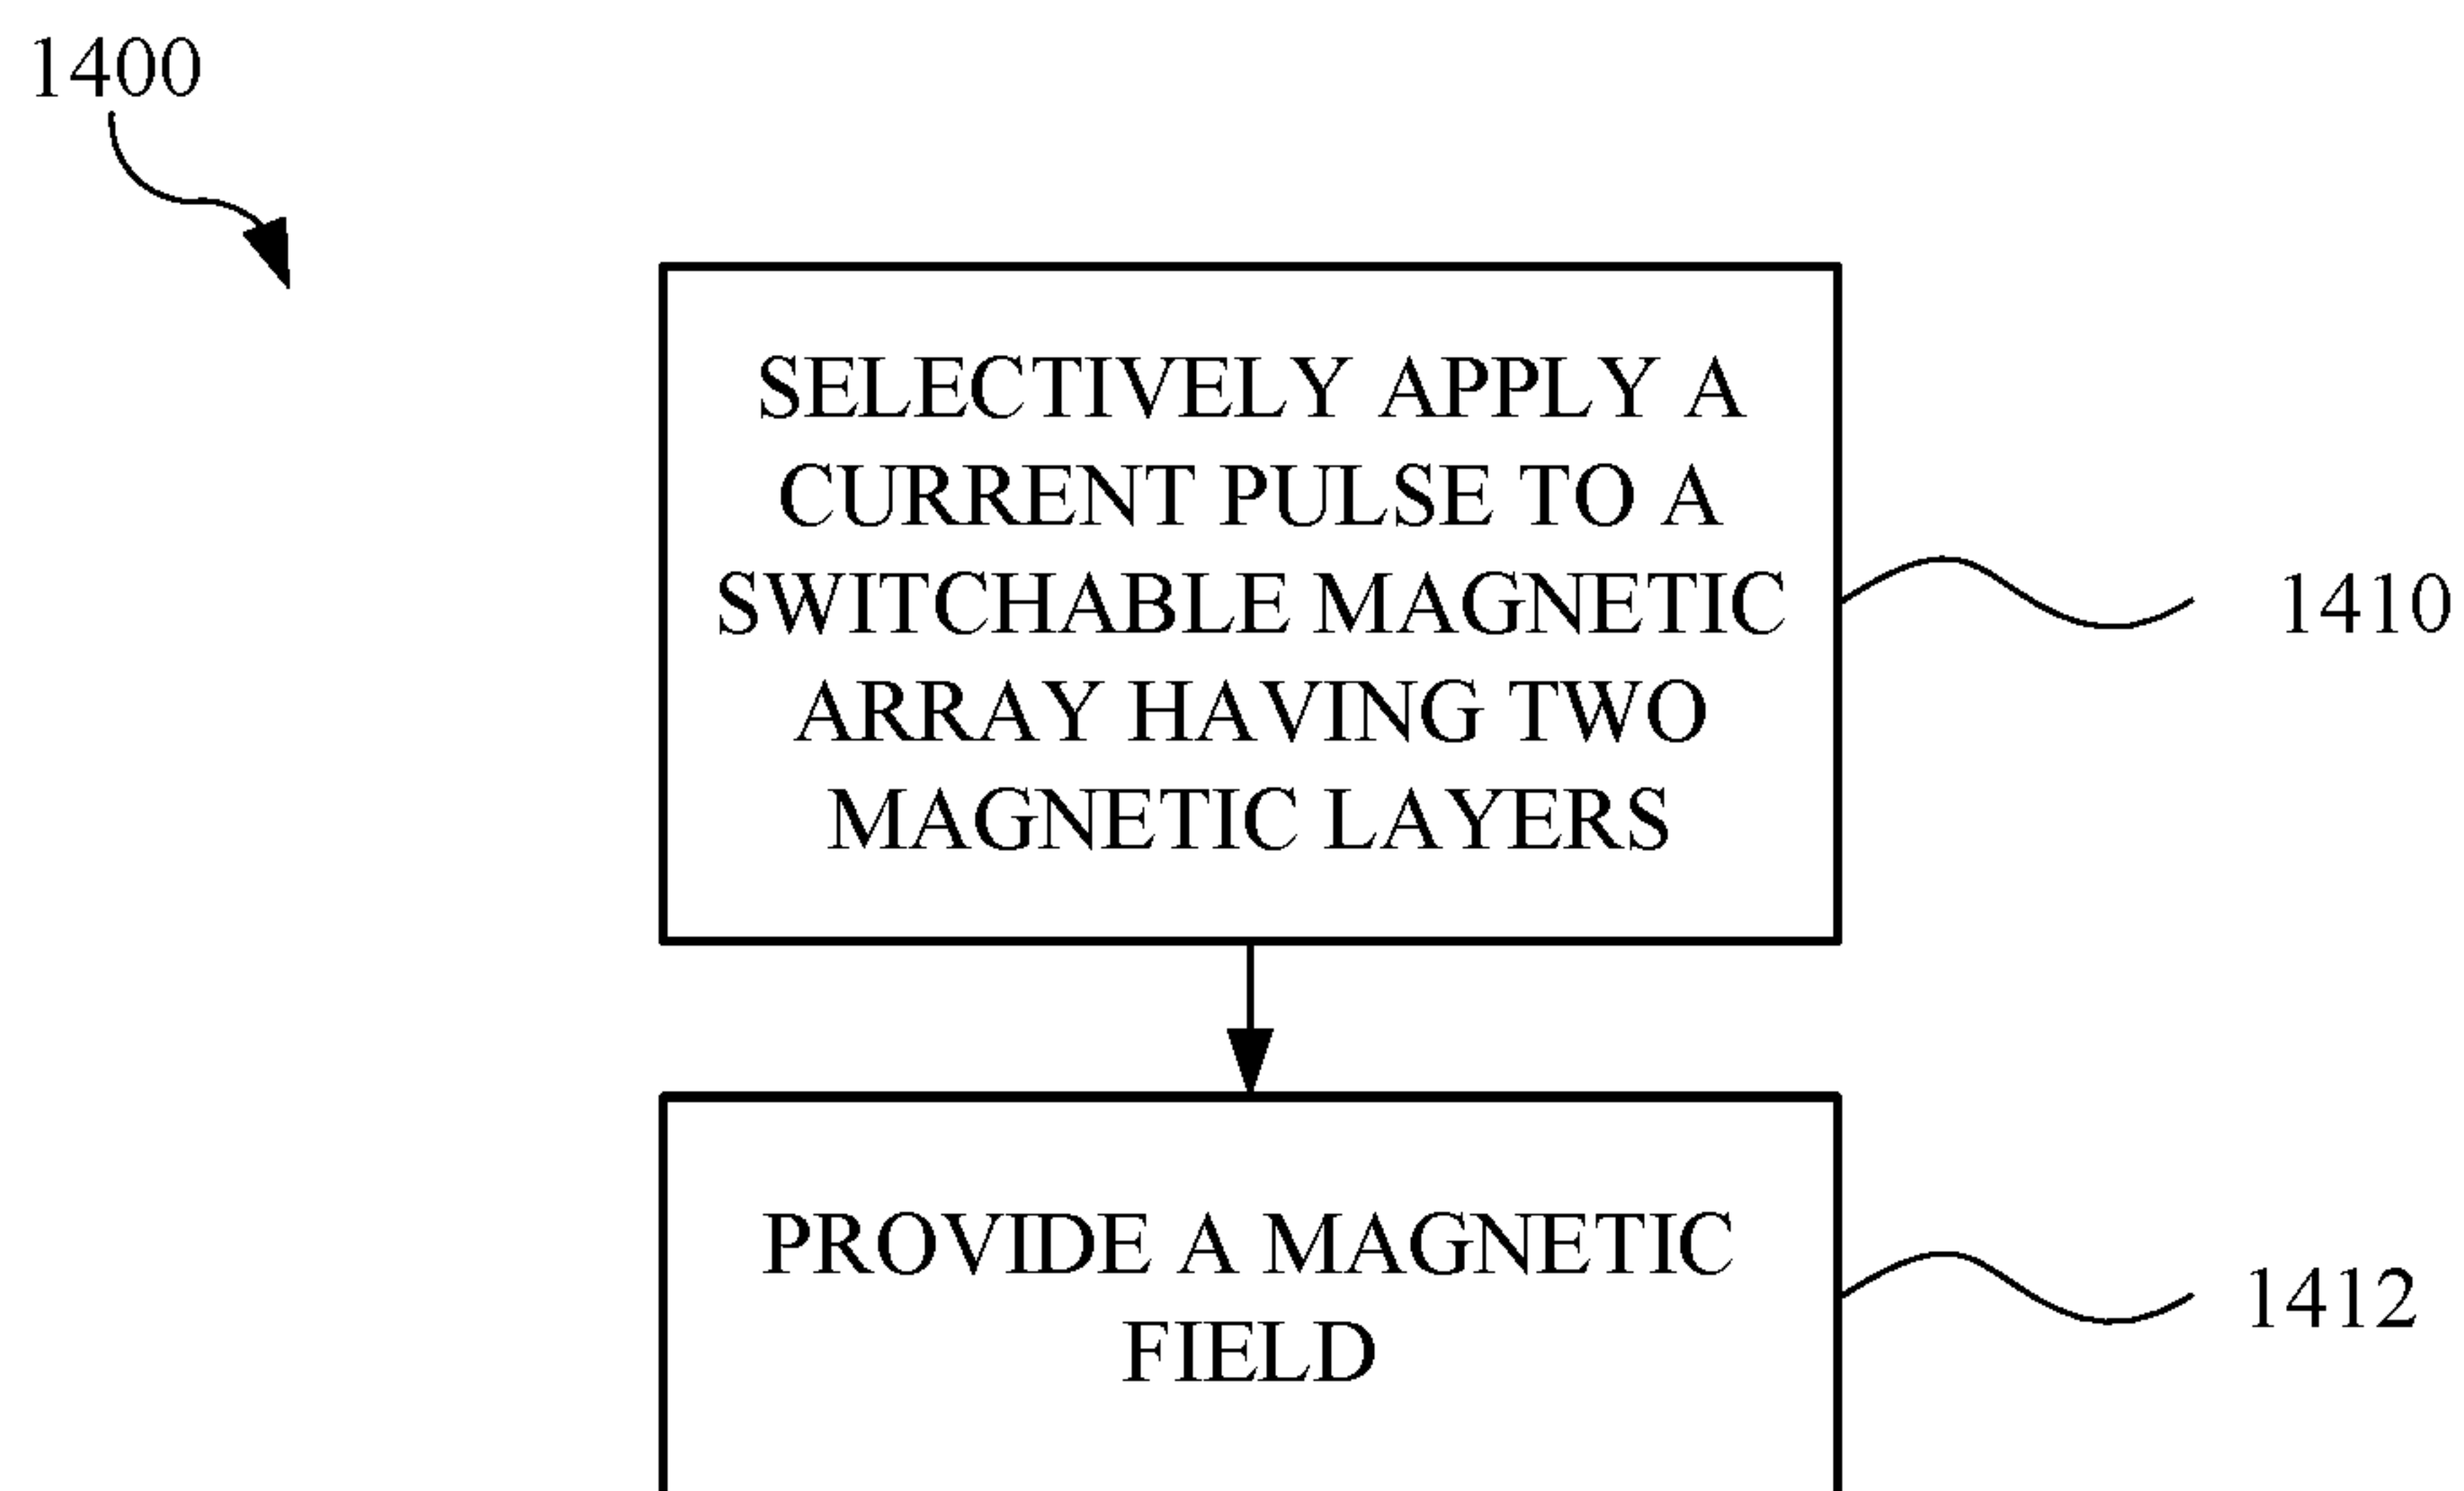 1400
SELECTIVELY APPLY A
CURRENT PULSE TO A
SWITCHABLE MAGNETIC
ARRAY HAVING TWO
MAGNETIC LAYERS
1410
PROVIDE A MAGNETIC
FIELD
1412